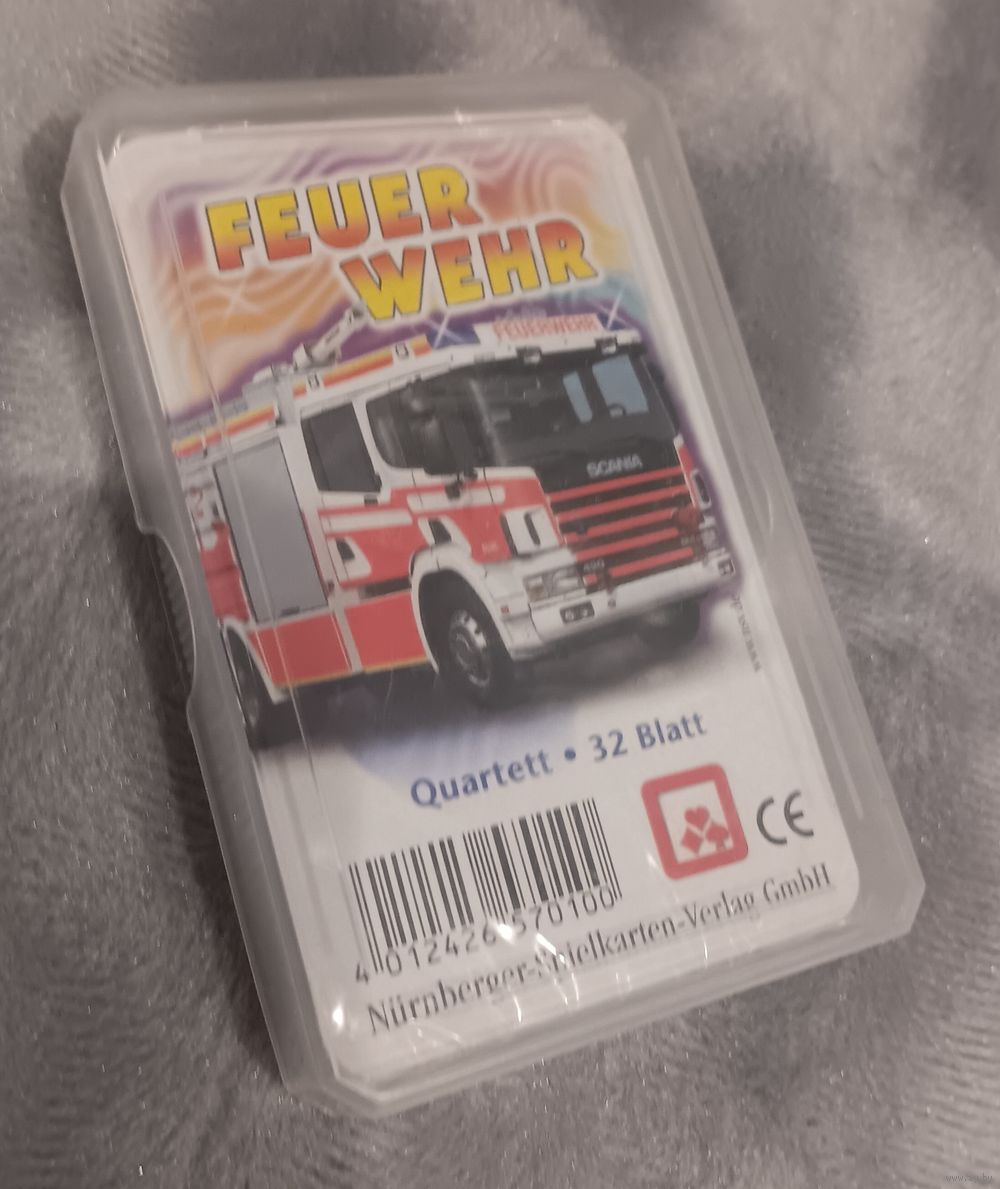 FEUER
WEHR
FEUERWEHR
SCANIA
Quartett • 32 Blatt
CE
4 012426 570100
Nürnberger-Spielkarten-Verlag GmbH